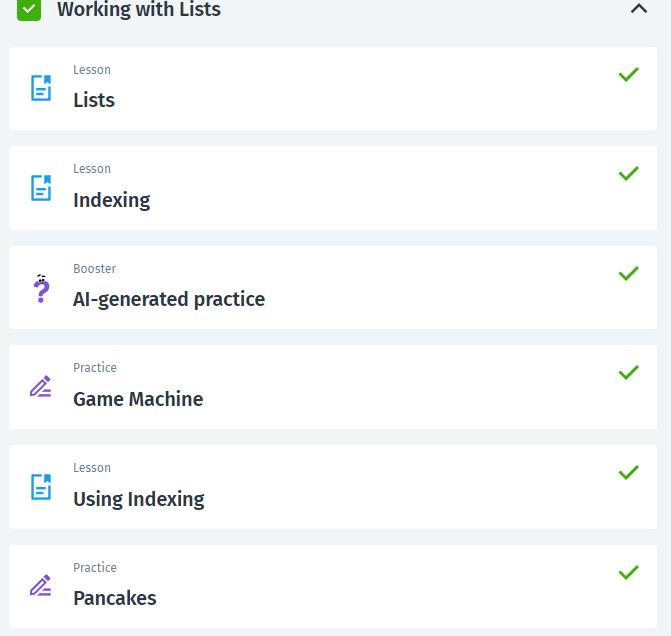 Working with Lists
Lesson
Lists
Lesson
Indexing
Booster
AI-generated practice
Practice
Game Machine
Lesson
Using Indexing
Practice
Pancakes